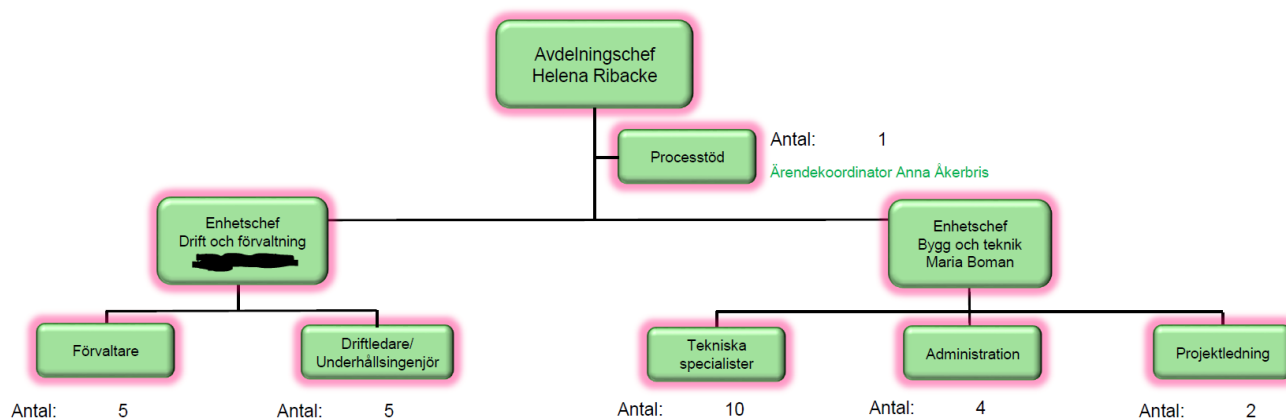 Avdelningschef
Helena Ribacke
Processtöd
Antal: 1
Ärendekoordinator Anna Åkerbris
Enhetschef
Drift och förvaltning
Enhetschef
Bygg och teknik
Maria Boman
Förvaltare
Driftledare/
Underhållsingenjör
Tekniska
specialister
Administration
Projektledning
Antal: 5
Antal: 5
Antal: 10
Antal: 4
Antal: 2